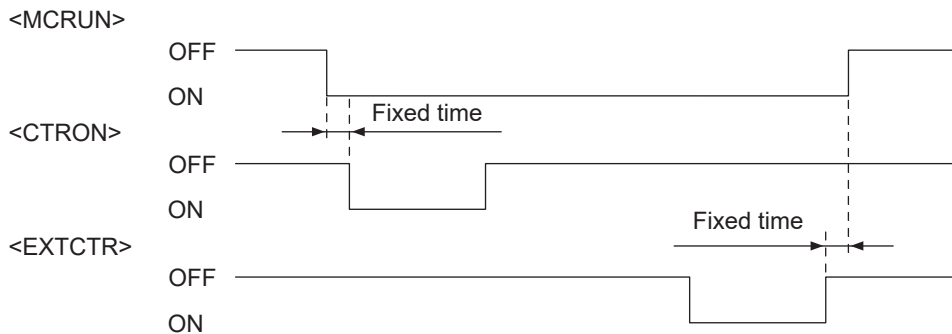 <MCRUN>
OFF
ON
Fixed time
<CTRON>
OFF
ON
Fixed time
<EXTCTR>
OFF
ON